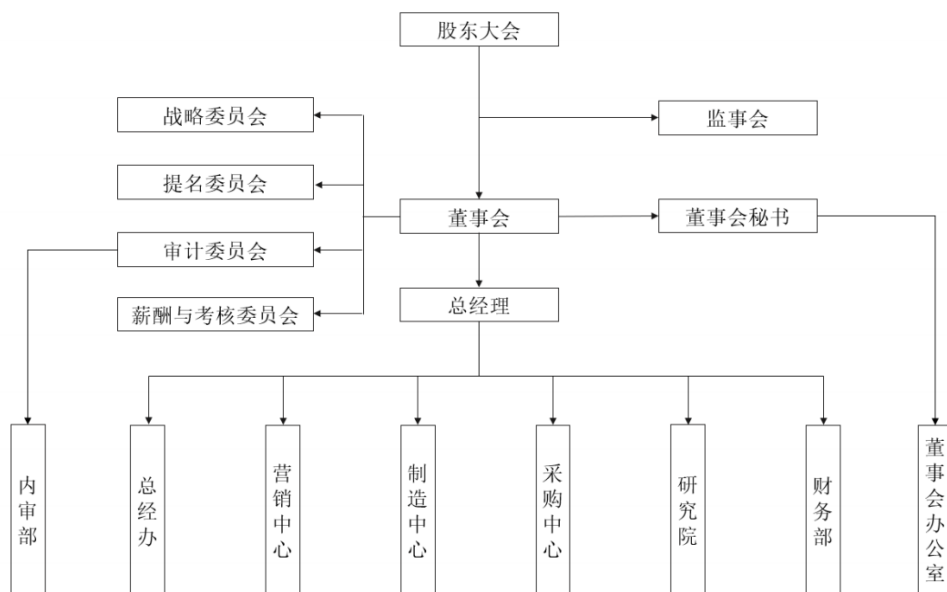 股东大会
战略委员会
监事会
提名委员会
董事会
董事会秘书
审计委员会
总经理
薪酬与考核委员会
内审部
总经办
营销中心
制造中心
采购中心
研究院
财务部
董事会办公室